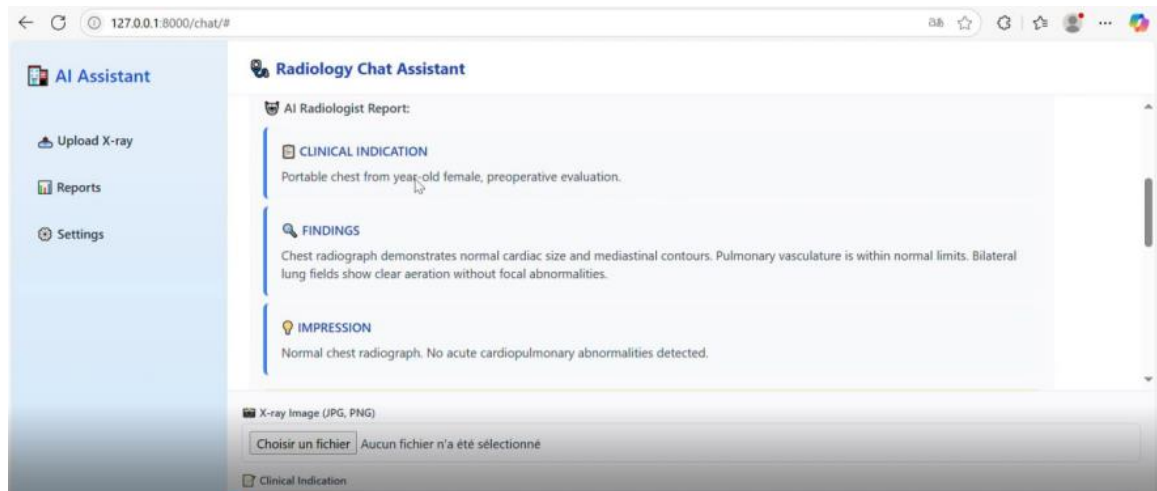 127.0.0.1:8000/chat/#
AI Assistant
Upload X-ray
Reports
Settings
Radiology Chat Assistant
AI Radiologist Report:
CLINICAL INDICATION
Portable chest from year-old female, preoperative evaluation.
FINDINGS
Chest radiograph demonstrates normal cardiac size and mediastinal contours. Pulmonary vasculature is within normal limits. Bilateral
lung fields show clear aeration without focal abnormalities.
IMPRESSION
Normal chest radiograph. No acute cardiopulmonary abnormalities detected.
X-ray Image (JPG, PNG)
Choisir un fichier Aucun fichier n'a été sélectionné
Clinical Indication